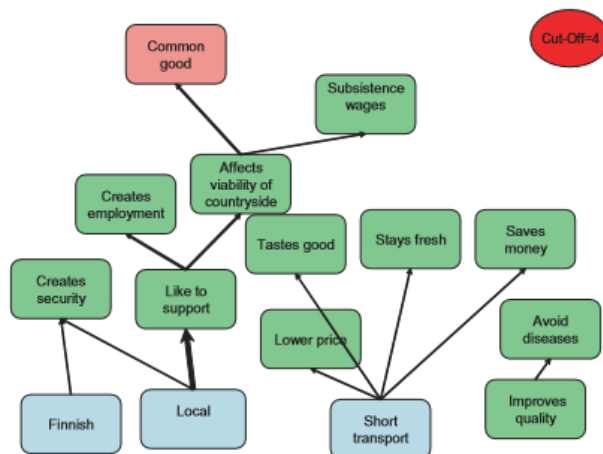 Common
good
Cut-Off=4
Subsistence
wages
Affects
viability of
countryside
Creates
employment
Tastes good
Stays fresh
Saves
money
Creates
security
Like to
support
Lower price
Avoid
diseases
Finnish
Local
Short
transport
Improves
quality